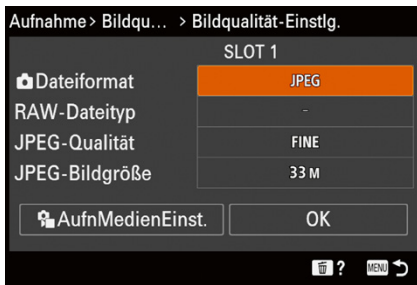 Aufnahme > Bildqu... > Bildqualität-Einstlg.
SLOT 1
Dateiformat JPEG
RAW-Dateityp -
JPEG-Qualität FINE
JPEG-Bildgröße 33 M
AufnMedienEinst. OK
? MENU